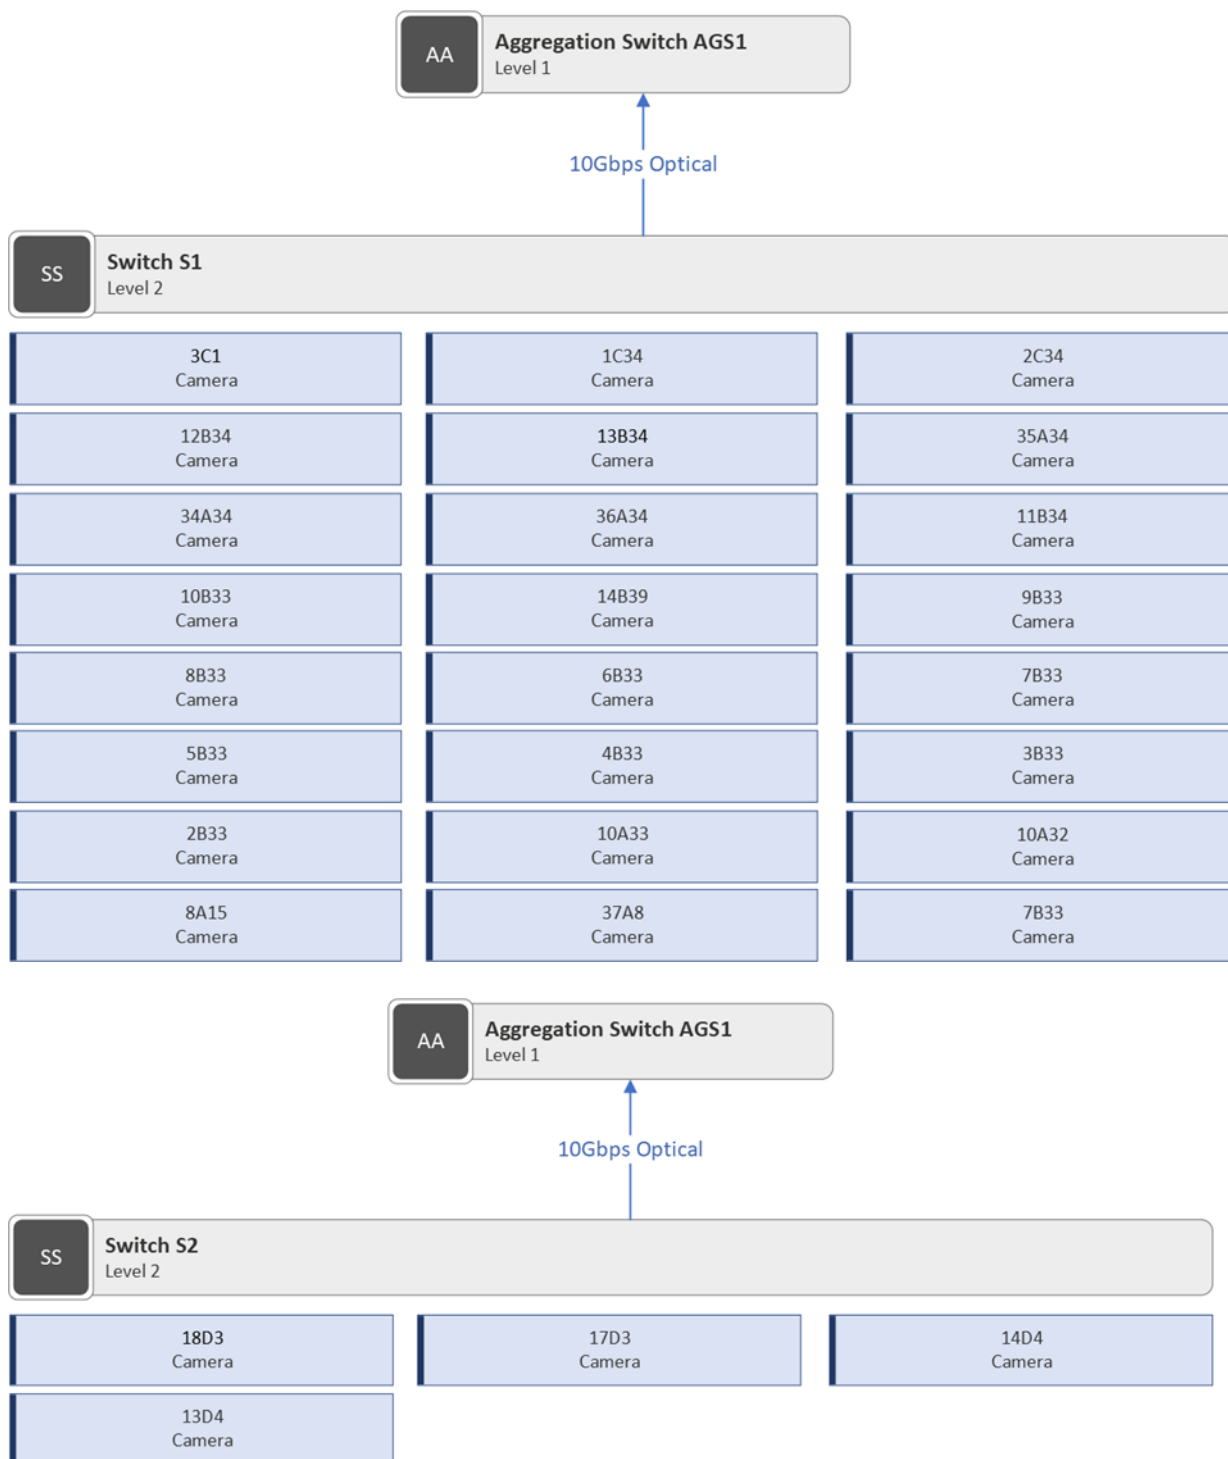 AA
Aggregation Switch AGS1
Level 1
10Gbps Optical
SS
Switch S1
Level 2
3C1
Camera
1C34
Camera
2C34
Camera
12B34
Camera
13B34
Camera
35A34
Camera
34A34
Camera
36A34
Camera
11B34
Camera
10B33
Camera
14B39
Camera
9B33
Camera
8B33
Camera
6B33
Camera
7B33
Camera
5B33
Camera
4B33
Camera
3B33
Camera
2B33
Camera
10A33
Camera
10A32
Camera
8A15
Camera
37A8
Camera
7B33
Camera
AA
Aggregation Switch AGS1
Level 1
10Gbps Optical
SS
Switch S2
Level 2
18D3
Camera
17D3
Camera
14D4
Camera
13D4
Camera